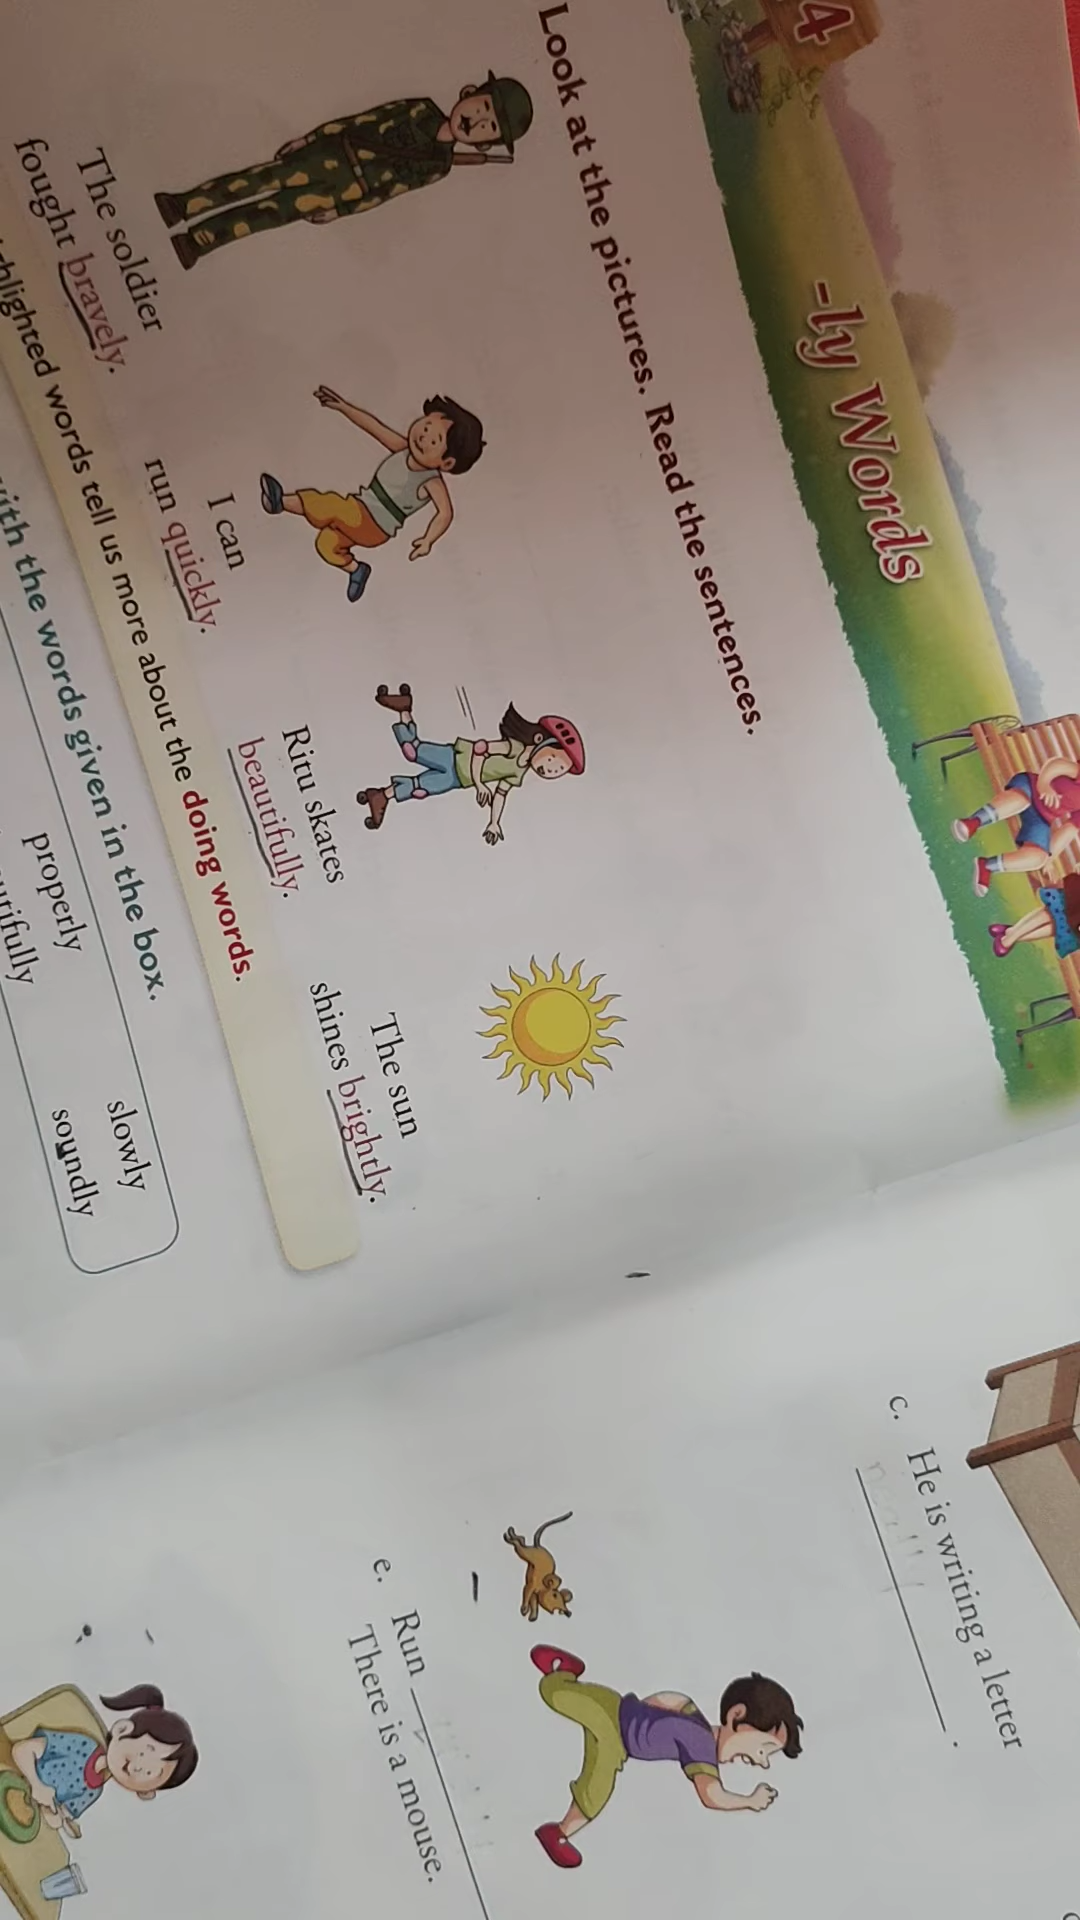 4
-ly Words
Look at the pictures. Read the sentences.
The soldier
fought bravely.
I can
run quickly.
Ritu skates
beautifully.
The sun
shines brightly.
words tell us more about the doing words.
with the words given in the box.
properly
slowly
soundly
c. He is writing a letter
.
e. Run
There is a mouse.